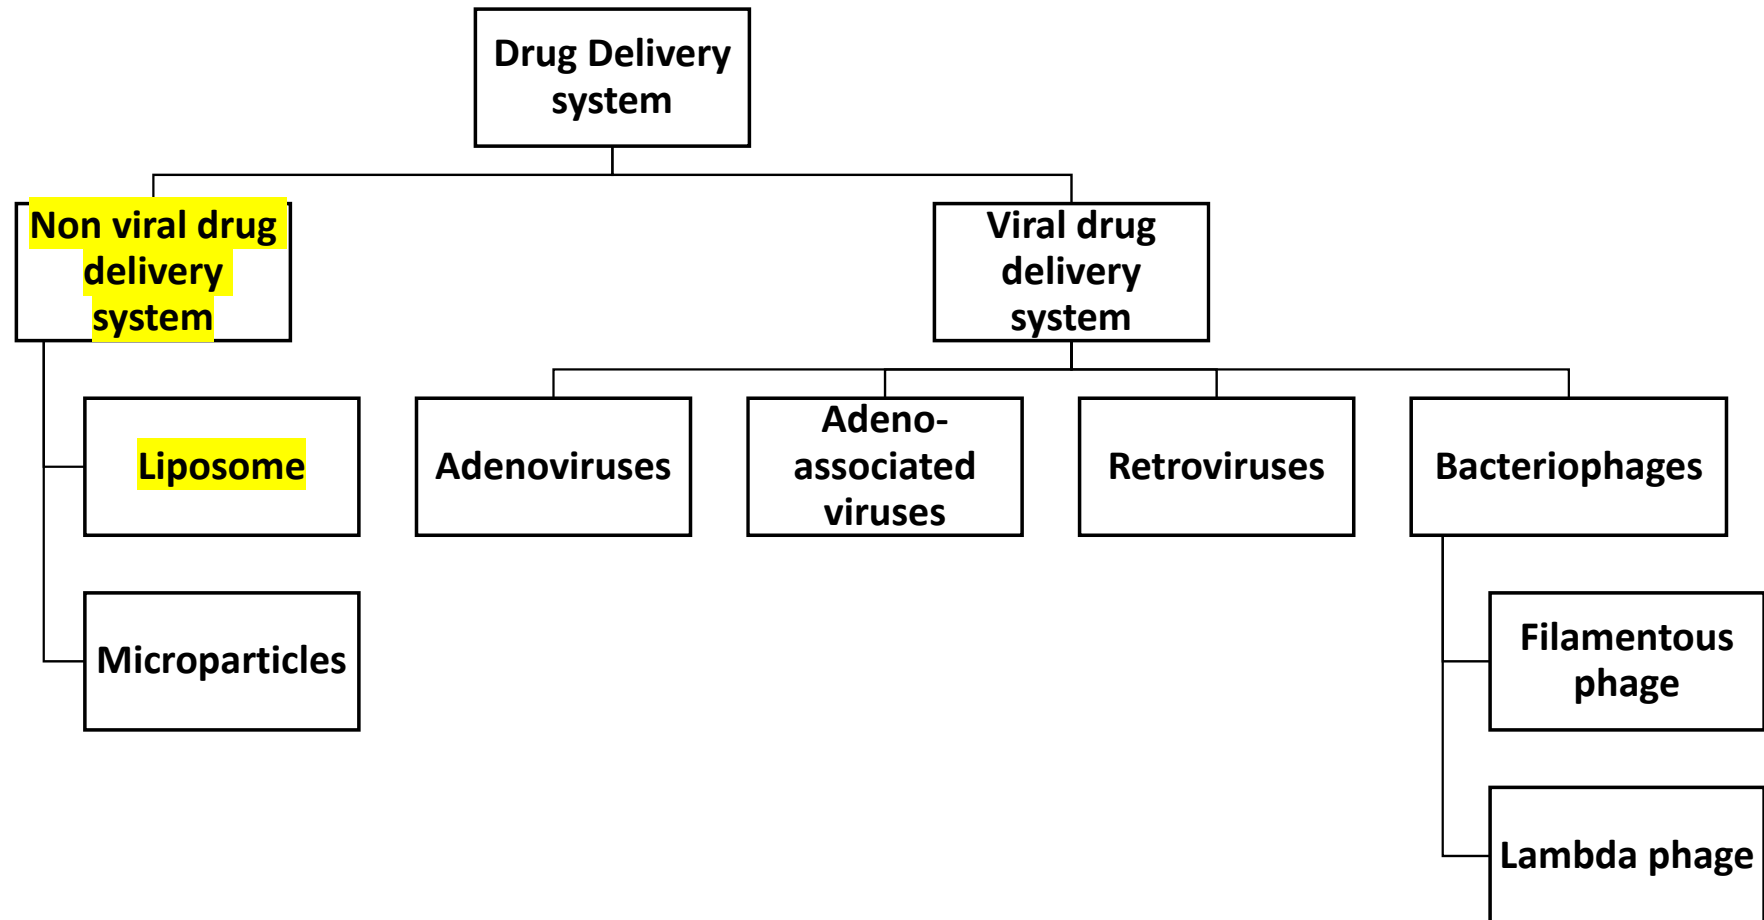 Drug Delivery
system
Non viral drug
delivery
system
Viral drug
delivery
system
Liposome
Adenoviruses
Adeno-
associated
viruses
Retroviruses
Bacteriophages
Microparticles
Filamentous
phage
Lambda phage